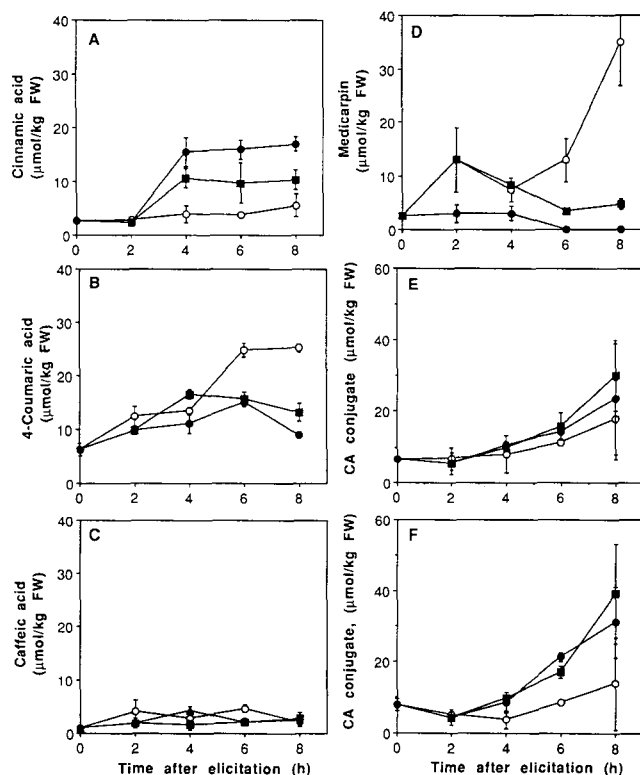 A
Cinnamic acid
(μmol/kg FW)
40
30
20
10
0
0 2 4 6 8
B
4-Coumaric acid
(μmol/kg FW)
40
30
20
10
0
0 2 4 6 8
C
Caffeic acid
(μmol/kg FW)
40
30
20
10
0
0 2 4 6 8
Time after elicitation (h)
D
Medicarpin
(μmol/kg FW)
40
30
20
10
0
0 2 4 6 8
E
CA conjugate (μmol/kg FW)
60
40
20
0
0 2 4 6 8
F
CA conjugate, (μmol/kg FW)
60
40
20
0
0 2 4 6 8
Time after elicitation (h)